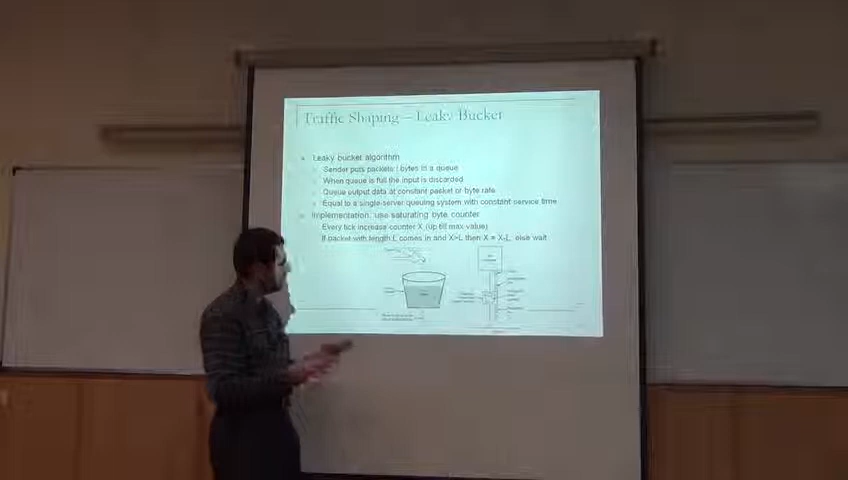 Traffic Shaping – Leaky Bucket
Leaky bucket algorithm
Sender puts packets / bytes in a queue
When queue is full the input is discarded
Queue output data at constant packet or byte rate
Equal to a single-server queuing system with constant service time
Implementation: use saturating byte counter
Every tick increase counter X (up till max value)
If packet with length L comes in and X>L then X = X-L, else wait